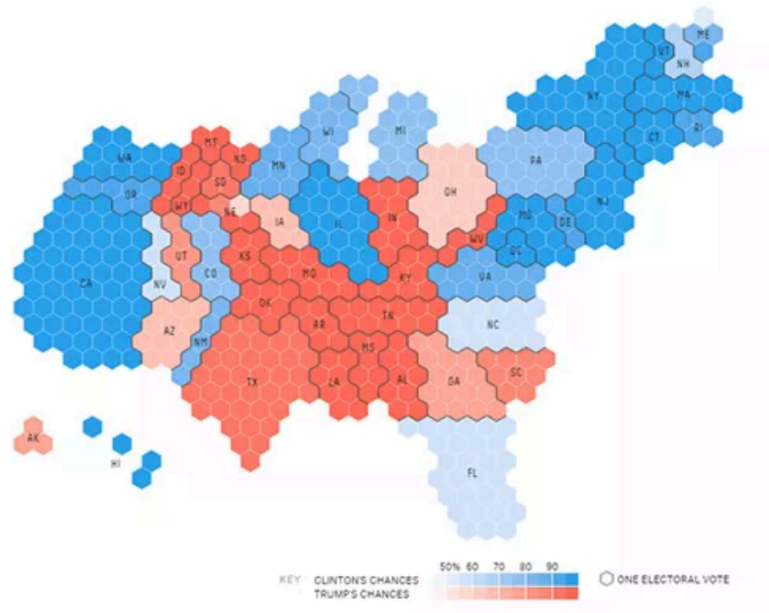 ME
VT
NH
NY
MA
WI
MI
RI
CT
MT
WA
ND
ID
MN
PA
SD
OR
OH
NJ
WY
NE
IA
IL
IN
MD
DE
WV
DC
UT
KS
CO
MO
KY
VA
CA
NV
OK
AR
TN
NC
AZ
NM
MS
TX
LA
AL
GA
SC
AK
HI
FL
50% 60 70 80 90
KEY CLINTON'S CHANCES
TRUMP'S CHANCES
ONE ELECTORAL VOTE